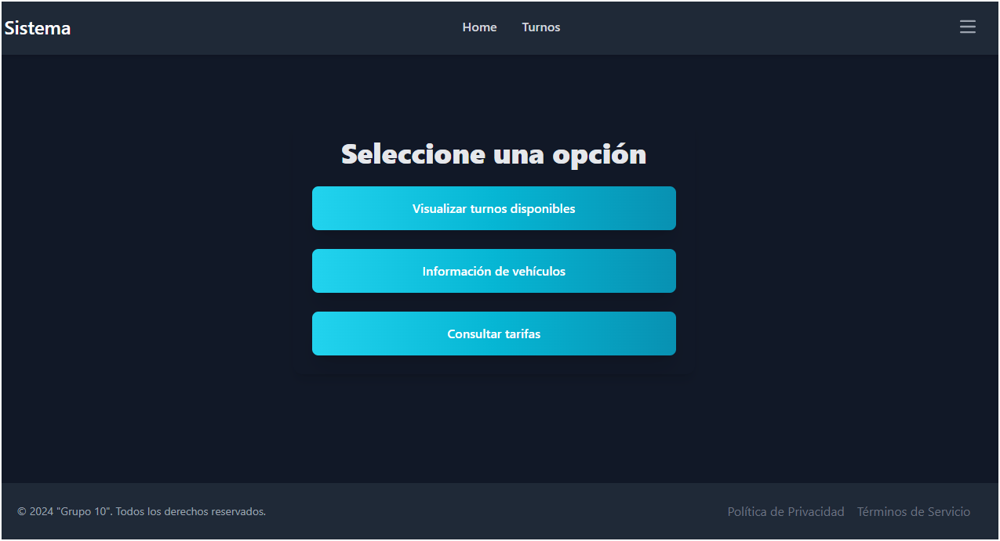 Sistema
Home
Turnos
Seleccione una opción
Visualizar turnos disponibles
Información de vehículos
Consultar tarifas
© 2024 "Grupo 10". Todos los derechos reservados.
Política de Privacidad
Términos de Servicio